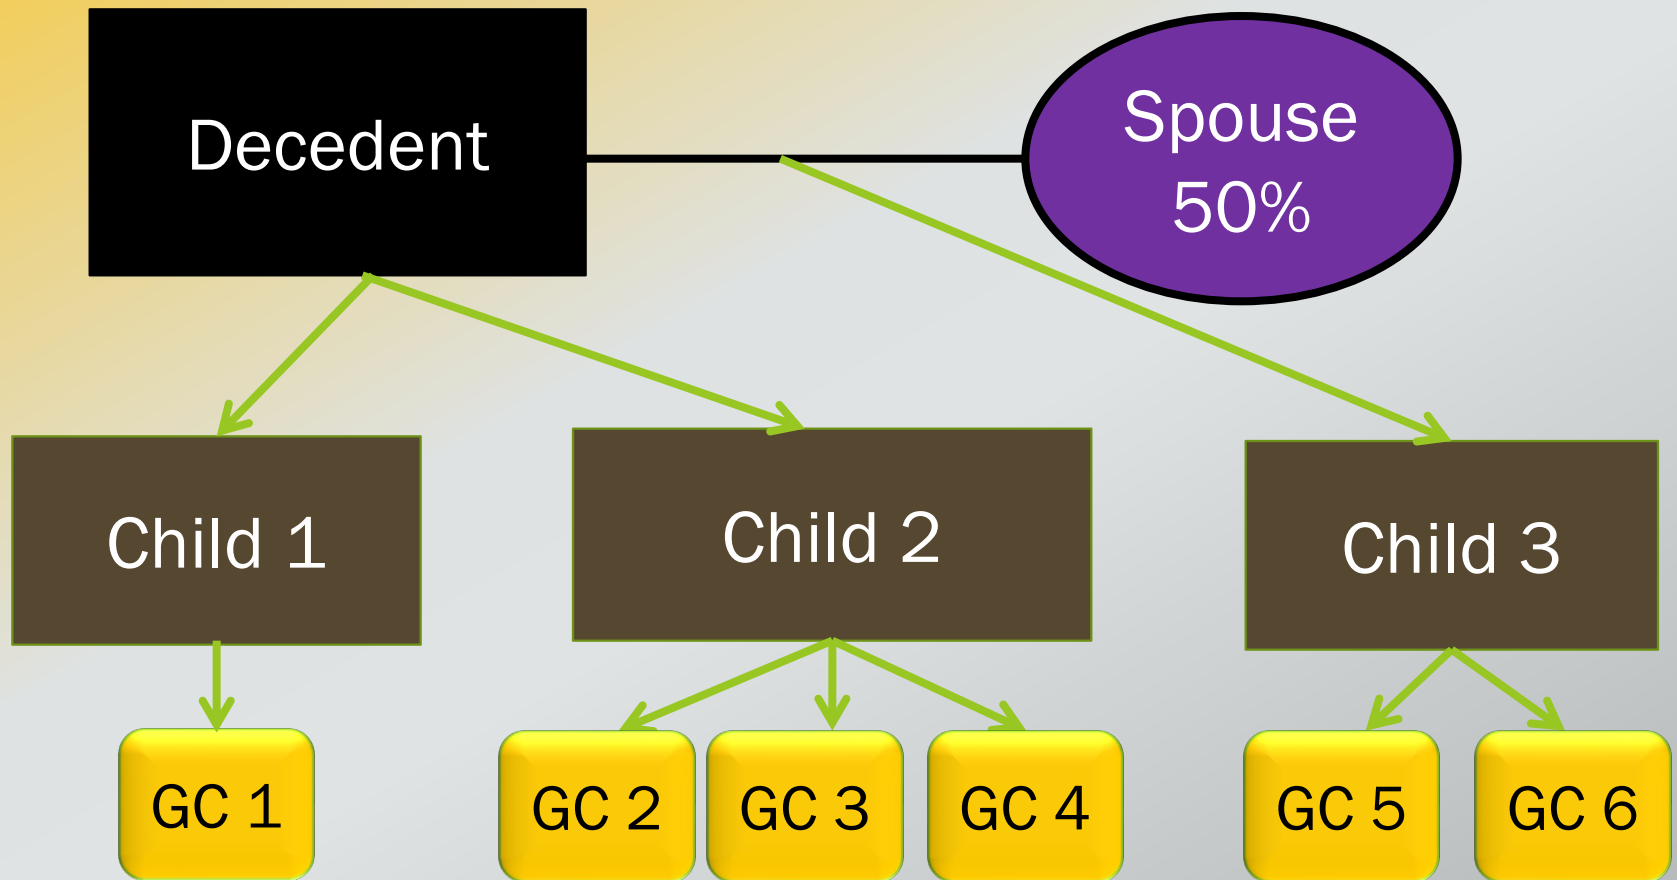 Decedent
Spouse
50%
Child 1
Child 2
Child 3
GC 1
GC 2
GC 3
GC 4
GC 5
GC 6